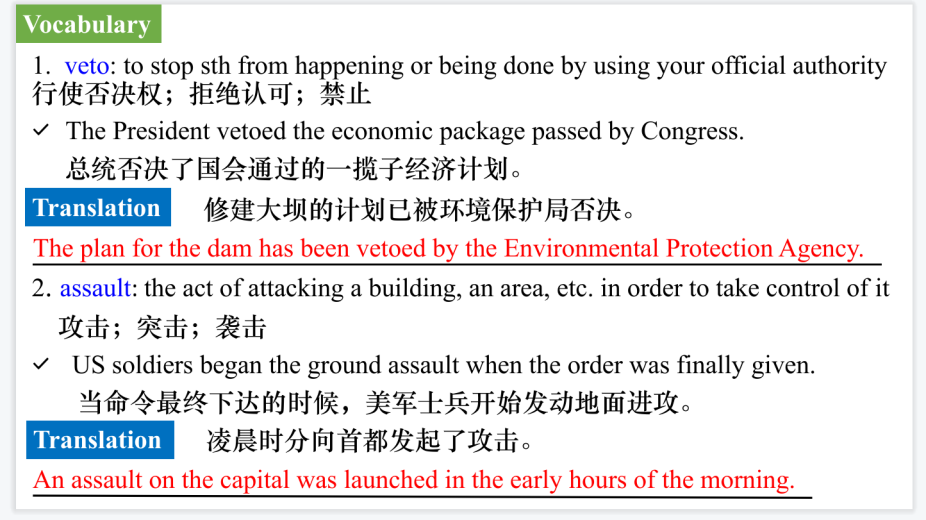 Vocabulary
1. veto: to stop sth from happening or being done by using your official authority
行使否决权；拒绝认可；禁止
✓ The President vetoed the economic package passed by Congress.
总统否决了国会通过的一揽子经济计划。
Translation 修建大坝的计划已被环境保护局否决。
The plan for the dam has been vetoed by the Environmental Protection Agency.
2. assault: the act of attacking a building, an area, etc. in order to take control of it
攻击；突击；袭击
✓ US soldiers began the ground assault when the order was finally given.
当命令最终下达的时候，美军士兵开始发动地面进攻。
Translation 凌晨时分向首都发起了攻击。
An assault on the capital was launched in the early hours of the morning.